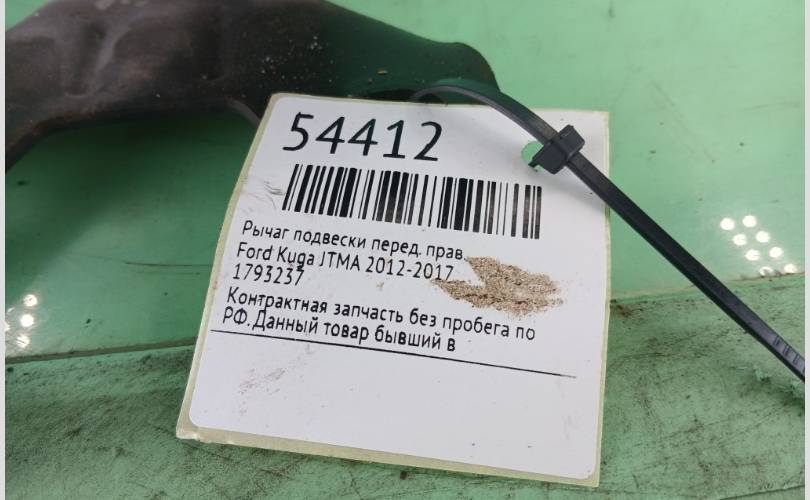 54412
Рычаг подвески перед. прав.
Ford Kuga JTMA 2012-2017
1793237
Контрактная запчасть без пробега по
РФ. Данный товар бывший в